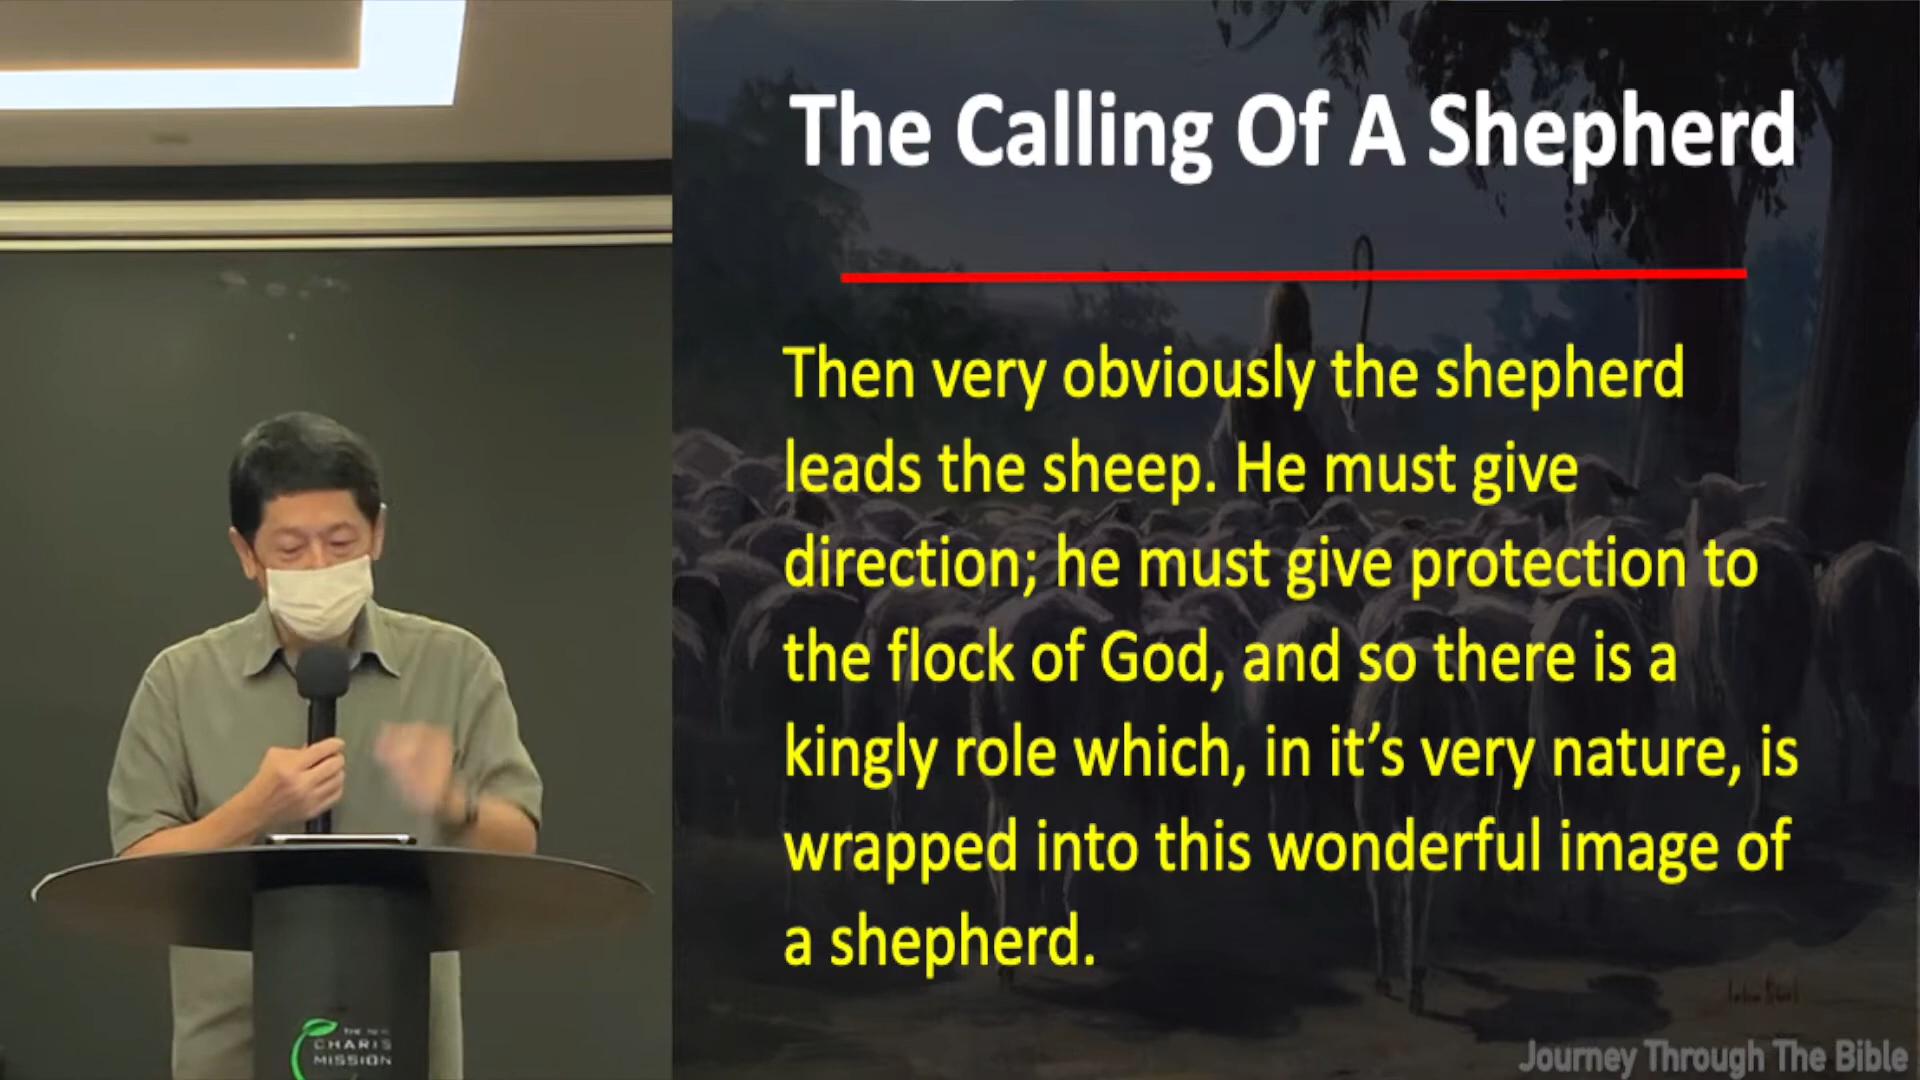 The Calling Of A Shepherd
Then very obviously the shepherd
leads the sheep. He must give
direction; he must give protection to
the flock of God, and so there is a
kingly role which, in it’s very nature, is
wrapped into this wonderful image of
a shepherd.
THE NEW
CHARIS
MISSION
Journey Through The Bible